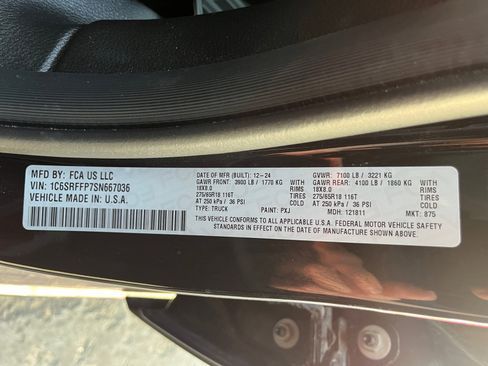 MFD BY: FCA US LLC
VIN: 1C6SRFFP7SN667036
VEHICLE MADE IN: U.S.A.
DATE OF MFR (BUILT): 12-24 GVWR: 7100 LB / 3221 KG
GAWR FRONT: 3900 LB / 1770 KG WITH GAWR REAR: 4100 LB / 1860 KG WITH
18X8.0 RIMS 18X8.0 RIMS
275/65R18 116T TIRES 275/65R18 116T TIRES
AT 250 kPa / 36 PSI COLD AT 250 kPa / 36 PSI COLD
TYPE: TRUCK PAINT: PXJ MDH: 121811 MKT: 875
THIS VEHICLE CONFORMS TO ALL APPLICABLE U.S.A. FEDERAL MOTOR VEHICLE SAFETY
STANDARDS IN EFFECT ON THE DATE OF MANUFACTURE SHOWN ABOVE.